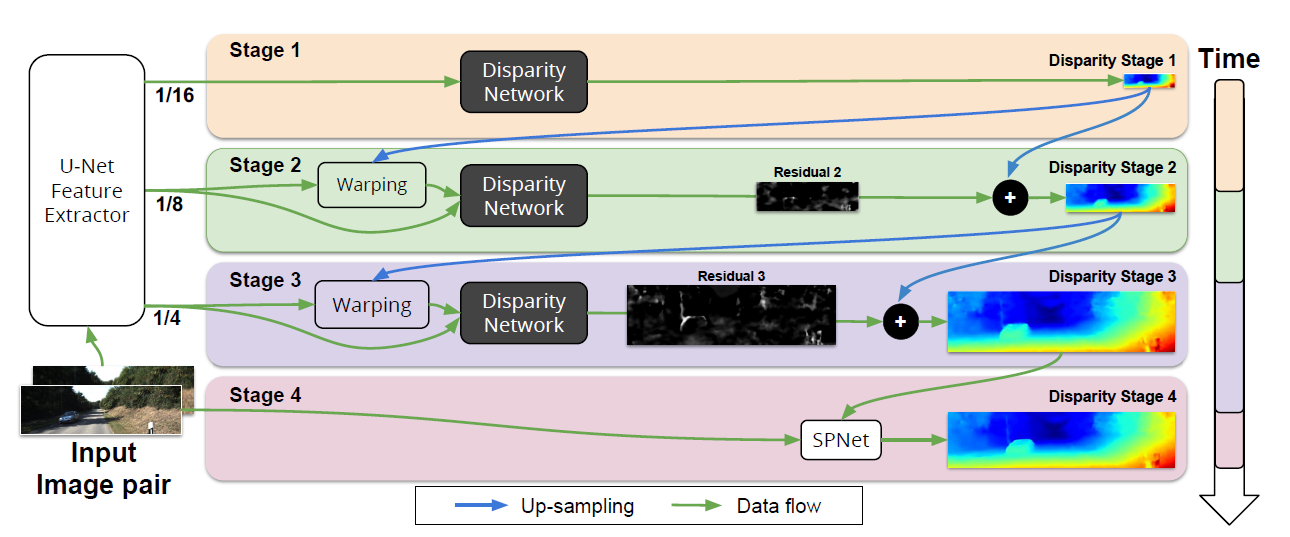 Stage 1
Disparity
Network
Disparity Stage 1
Time
1/16
U-Net
Feature
Extractor
Stage 2
Warping
Disparity
Network
Residual 2
+
Disparity Stage 2
1/8
Stage 3
Warping
Disparity
Network
Residual 3
+
Disparity Stage 3
1/4
Stage 4
SPNet
Disparity Stage 4
Input
Image pair
Up-sampling
Data flow